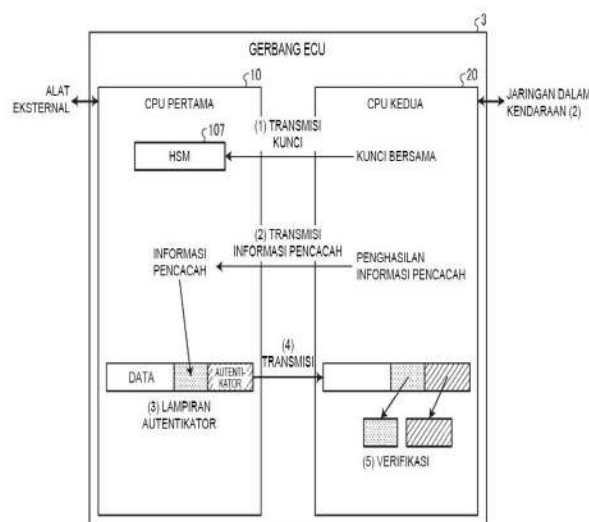 3
GERBANG ECU
10
20
ALAT
EKSTERNAL
CPU PERTAMA
CPU KEDUA
JARINGAN DALAM
KENDARAAN (2)
107
(1) TRANSMISI
KUNCI
HSM
KUNCI BERSAMA
(2) TRANSMISI
INFORMASI PENCACAH
INFORMASI
PENCACAH
PENGHASILAN
INFORMASI PENCACAH
(4)
TRANSMISI
DATA
AUTENTI-
KATOR
(3) LAMPIRAN
AUTENTIKATOR
(5) VERIFIKASI